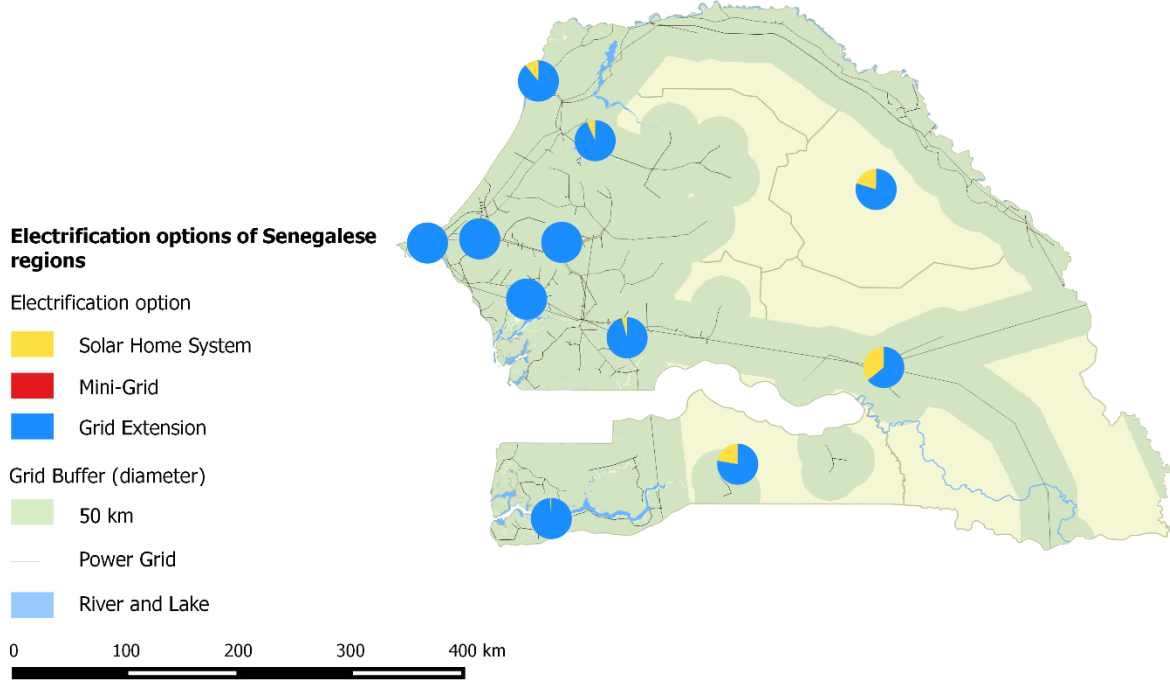 Electrification options of Senegalese
regions
Electrification option
Solar Home System
Mini-Grid
Grid Extension
Grid Buffer (diameter)
50 km
Power Grid
River and Lake
0 100 200 300 400 km